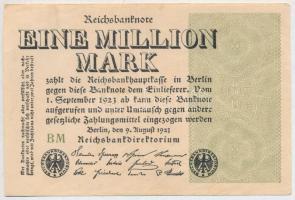 Reichsbanknote
EINE MILLION
MARK
zahlt die Reichsbankhauptkasse in Berlin
gegen diese Banknote dem Einlieferer. Vom
1. September 1923 ab kann diese Banknote
aufgerufen und unter Umtausch gegen andere
gesetzliche Zahlungsmittel eingezogen werden
Berlin, den 9. August 1923
BM Reichsbankdirektorium